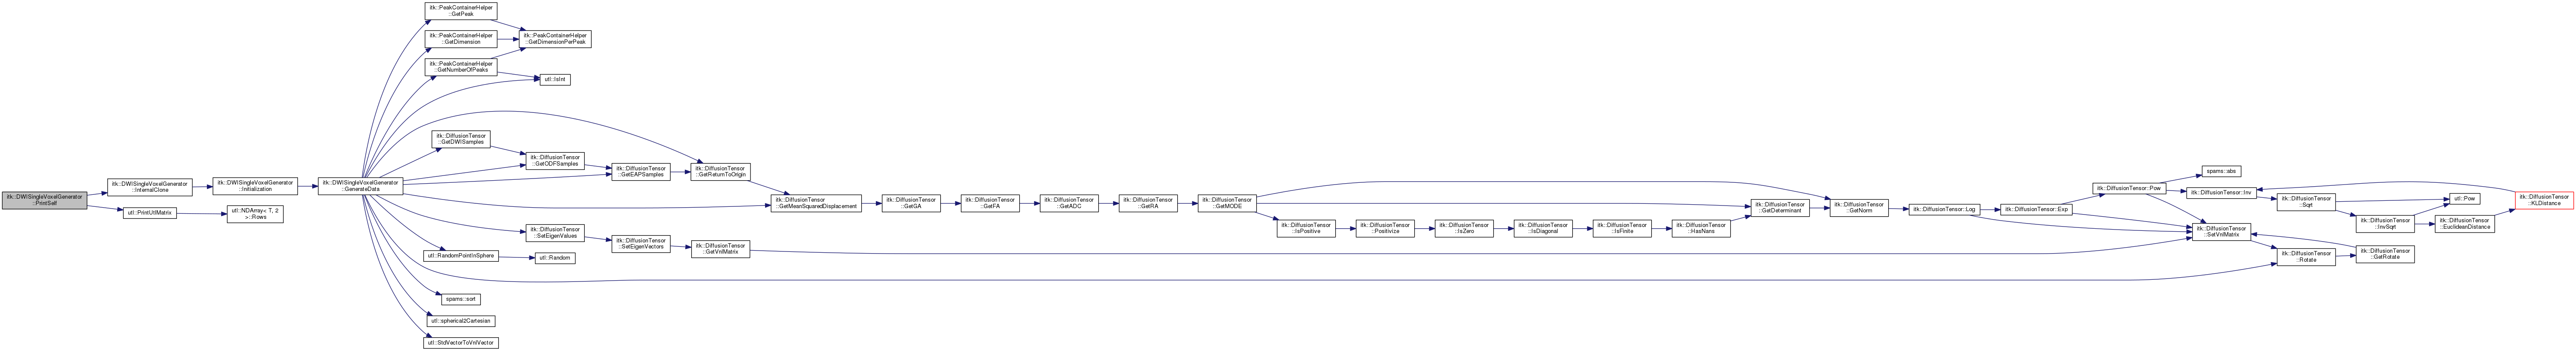 itk::DWISingleVoxelGenerator
::PrintSelf
itk::DWISingleVoxelGenerator
::InternalClone
utl::PrintUtlMatrix
itk::DWISingleVoxelGenerator
::Initialization
utl::NDArray< T, 2
>::Rows
itk::DWISingleVoxelGenerator
::GenerateData
itk::PeakContainerHelper
::GetPeak
itk::PeakContainerHelper
::GetDimension
itk::PeakContainerHelper
::GetNumberOfPeaks
itk::PeakContainerHelper
::GetDimensionPerPeak
utl::IsInt
itk::DiffusionTensor
::GetDWISamples
itk::DiffusionTensor
::GetODFSamples
itk::DiffusionTensor
::GetEAPSamples
itk::DiffusionTensor
::GetReturnToOrigin
itk::DiffusionTensor
::GetMeanSquaredDisplacement
itk::DiffusionTensor
::GetGA
itk::DiffusionTensor
::GetFA
itk::DiffusionTensor
::GetADC
itk::DiffusionTensor
::GetRA
itk::DiffusionTensor
::GetMODE
itk::DiffusionTensor
::IsPositive
itk::DiffusionTensor
::Positivize
itk::DiffusionTensor
::IsZero
itk::DiffusionTensor
::IsDiagonal
itk::DiffusionTensor
::IsFinite
itk::DiffusionTensor
::HasNans
itk::DiffusionTensor
::GetDeterminant
itk::DiffusionTensor
::GetNorm
itk::DiffusionTensor::Log
itk::DiffusionTensor::Exp
itk::DiffusionTensor::Pow
spams::abs
itk::DiffusionTensor::Inv
itk::DiffusionTensor
::Sqrt
utl::Pow
itk::DiffusionTensor
::InvSqrt
itk::DiffusionTensor
::EuclideanDistance
itk::DiffusionTensor
::KLDistance
itk::DiffusionTensor
::SetVnlMatrix
itk::DiffusionTensor
::Rotate
itk::DiffusionTensor
::GetRotate
itk::DiffusionTensor
::SetEigenValues
itk::DiffusionTensor
::SetEigenVectors
itk::DiffusionTensor
::GetVnlMatrix
utl::RandomPointInSphere
utl::Random
spams::sort
utl::spherical2Cartesian
utl::StdVectorToVnlVector